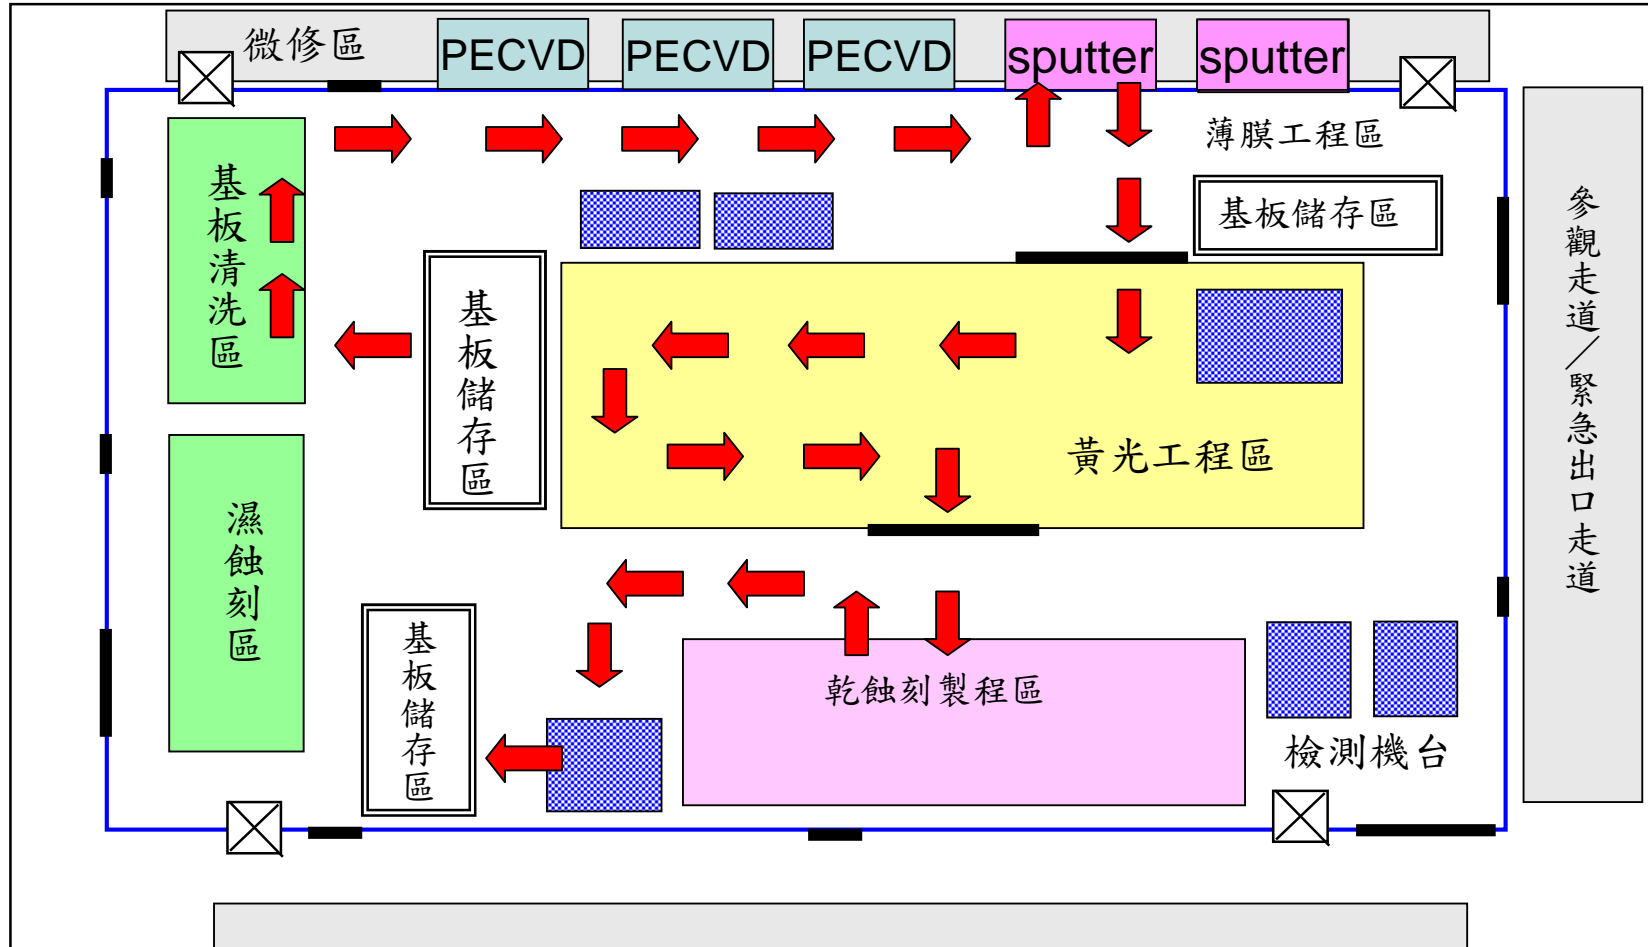 微修區
PECVD
PECVD
PECVD
sputter
sputter
薄膜工程區
基板清洗區
基板儲存區
基板儲存區
黃光工程區
濕蝕刻區
基板儲存區
乾蝕刻製程區
檢測機台
參觀走道／緊急出口走道